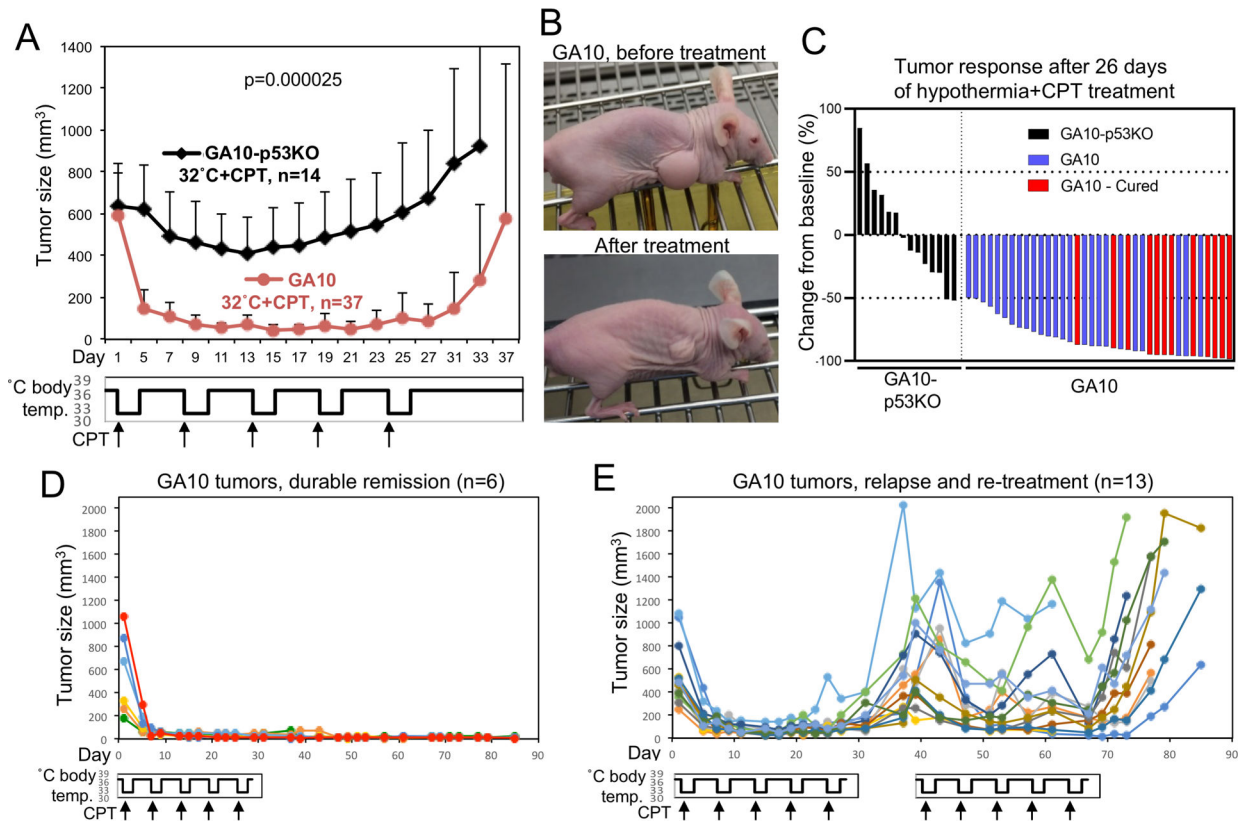 A
1400
1200
1000
800
600
400
200
0
Tumor size (mm³)
p=0.000025
GA10-p53KO
32˚C+CPT, n=14
GA10
32˚C+CPT, n=37
Day 1 5 7 9 11 13 15 17 19 21 23 25 27 31 33 37
˚C body
temp.
39
36
33
30
CPT
B
GA10, before treatment
After treatment
C
Tumor response after 26 days
of hypothermia+CPT treatment
Change from baseline (%)
100
50
0
-50
-100
GA10-p53KO
GA10
GA10 - Cured
GA10-
p53KO
GA10
D
GA10 tumors, durable remission (n=6)
Tumor size (mm³)
2000
1800
1600
1400
1200
1000
800
600
400
200
0
Day 0 10 20 30 40 50 60 70 80 90
˚C body
temp.
39
36
33
30
CPT
E
GA10 tumors, relapse and re-treatment (n=13)
Tumor size (mm³)
2000
1800
1600
1400
1200
1000
800
600
400
200
0
Day 0 10 20 30 40 50 60 70 80 90
˚C body
temp.
39
36
33
30
CPT